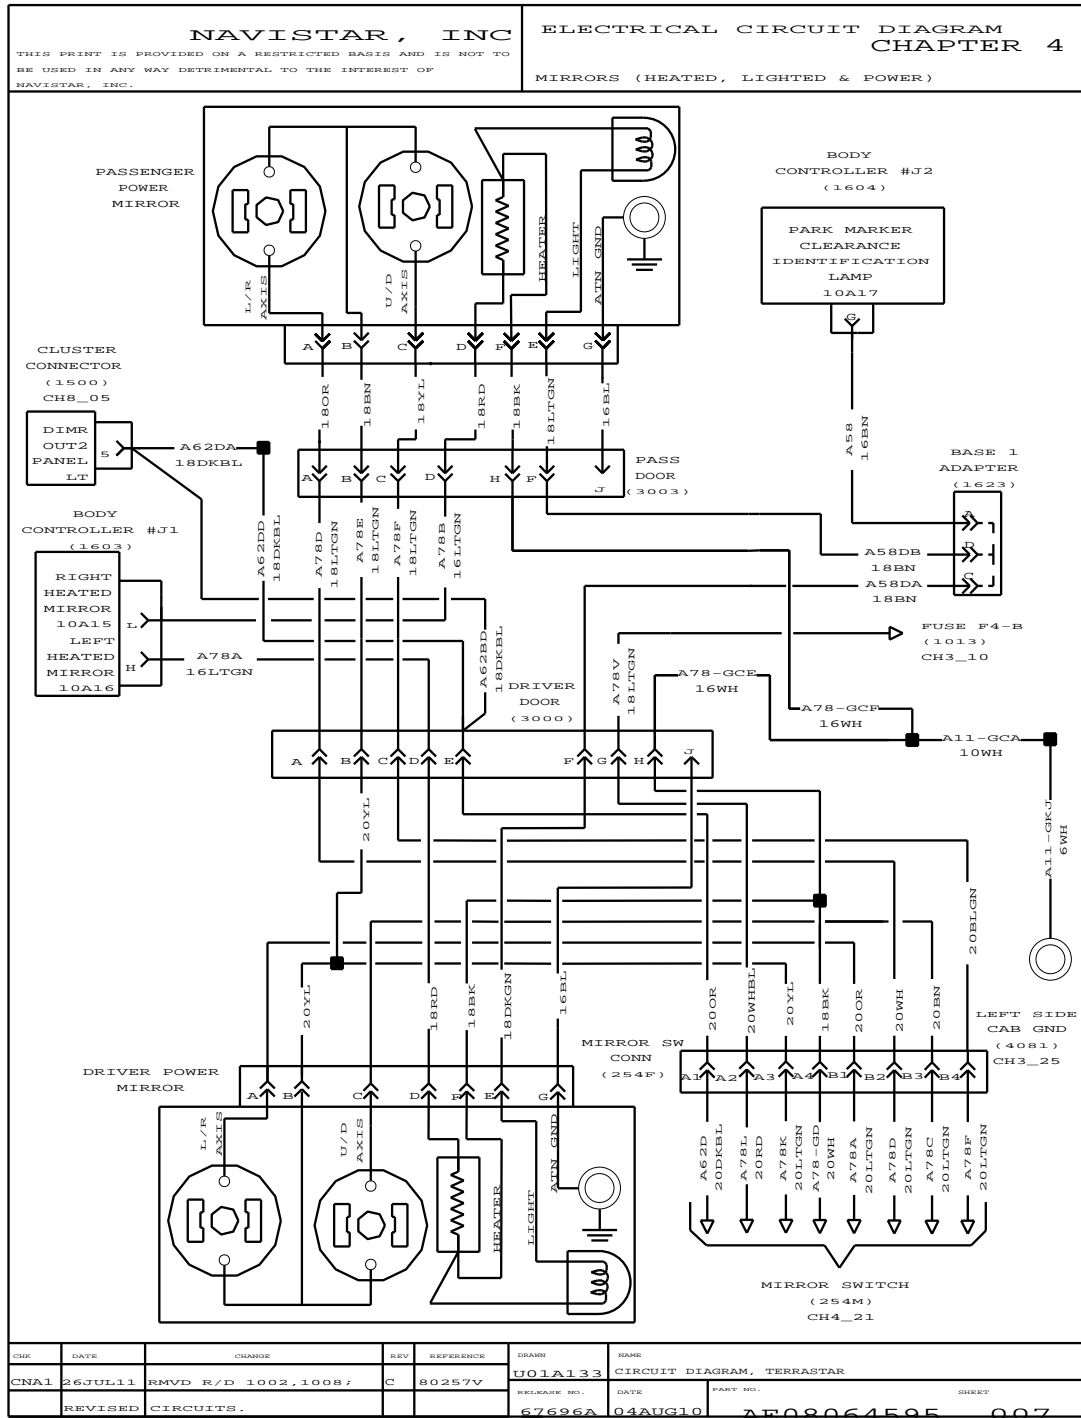 NAVISTAR, INC
THIS PRINT IS PROVIDED ON A RESTRICTED BASIS AND IS NOT TO
BE USED IN ANY WAY DETRIMENTAL TO THE INTEREST OF
NAVISTAR, INC.
ELECTRICAL CIRCUIT DIAGRAM
CHAPTER 4
MIRRORS (HEATED, LIGHTED & POWER)
PASSENGER
POWER
MIRROR
L/R
AXIS
U/D
AXIS
HEATER
LIGHT
ATN GND
A B C D F E G
BODY
CONTROLLER #J2
(1604)
PARK MARKER
CLEARANCE
IDENTIFICATION
LAMP
10A17
G
CLUSTER
CONNECTOR
(1500)
CH8_05
DIMR
OUT2
PANEL
LT
5
A62DA
18DKBL
18OR
18BN
18YL
18RD
18BK
18LTGN
16BL
A58
16BN
PASS
DOOR
(3003)
A B C D H F J
BASE 1
ADAPTER
(1623)
A
D
C
BODY
CONTROLLER #J1
(1603)
RIGHT
HEATED
MIRROR
10A15
LEFT
HEATED
MIRROR
10A16
L
H
A78A
16LTGN
A62DD
18DKBL
A78D
18LTGN
A78E
18LTGN
A78F
18LTGN
A78B
16LTGN
A58DB
18BN
A58DA
18BN
FUSE F4-B
(1013)
CH3_10
A62BD
18DKBL
A78V
18LTGN
A78-GCE
16WH
A78-GCF
16WH
A11-GCA
10WH
DRIVER
DOOR
(3000)
A B C D E F G H J
20YL
A11-GKJ
6WH
20BLGN
20YL
18RD
18BK
18DKGN
16BL
20OR
20WHBL
20YL
18BK
20OR
20WH
20BN
LEFT SIDE
CAB GND
(4081)
CH3_25
MIRROR SW
CONN
(254F)
A1 A2 A3 A4 B1 B2 B3 B4
DRIVER POWER
MIRROR
A B C D F E G
L/R
AXIS
U/D
AXIS
HEATER
LIGHT
ATN GND
A62D
20DKBL
A78L
20RD
A78K
20LTGN
A78-GD
20WH
A78A
20LTGN
A78D
20LTGN
A78C
20LTGN
A78F
20LTGN
MIRROR SWITCH
(254M)
CH4_21
CHK DATE CHANGE REV REFERENCE
CNA1 26JUL11 RMVD R/D 1002,1008; C 80257V
REVISED CIRCUITS.
DRAWN
U01A133
NAME
CIRCUIT DIAGRAM, TERRASTAR
RELEASE NO.
67696A
DATE
04AUG10
PART NO.
AE08064595
SHEET
007